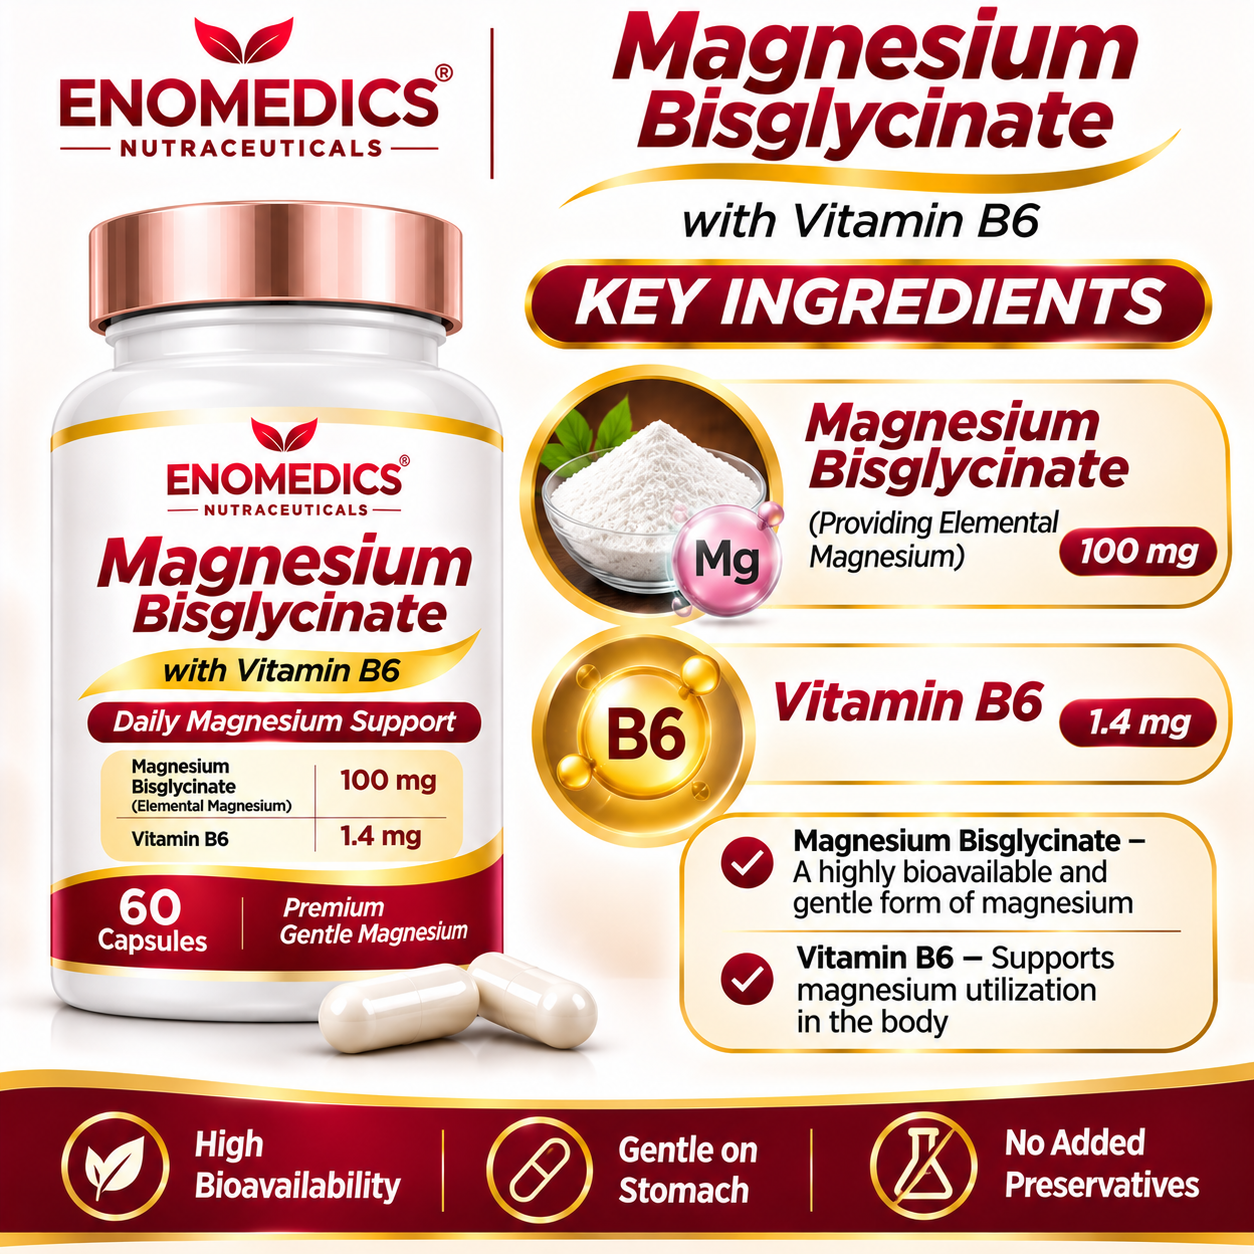 ENOMEDICS®
NUTRACEUTICALS
Magnesium
Bisglycinate
with Vitamin B6
KEY INGREDIENTS
ENOMEDICS®
NUTRACEUTICALS
Magnesium
Bisglycinate
with Vitamin B6
Daily Magnesium Support
Magnesium
Bisglycinate
(Elemental Magnesium)
100 mg
Vitamin B6
1.4 mg
60
Capsules
Premium
Gentle Magnesium
Mg
Magnesium
Bisglycinate
(Providing Elemental
Magnesium)
100 mg
B6
Vitamin B6
1.4 mg
Magnesium Bisglycinate –
A highly bioavailable and
gentle form of magnesium
Vitamin B6 – Supports
magnesium utilization
in the body
High
Bioavailability
Gentle on
Stomach
No Added
Preservatives